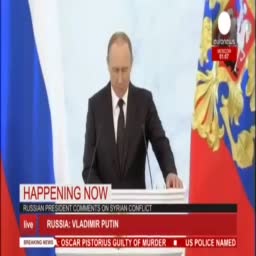 euronews
MOSCOW
HAPPENING NOW
RUSSIAN PRESIDENT COMMENTS ON SYRIAN CONFLICT
live
RUSSIA: VLADIMIR PUTIN
BREAKING NEWS
OSCAR PISTORIUS GUILTY OF MURDER
US POLICE NAMED